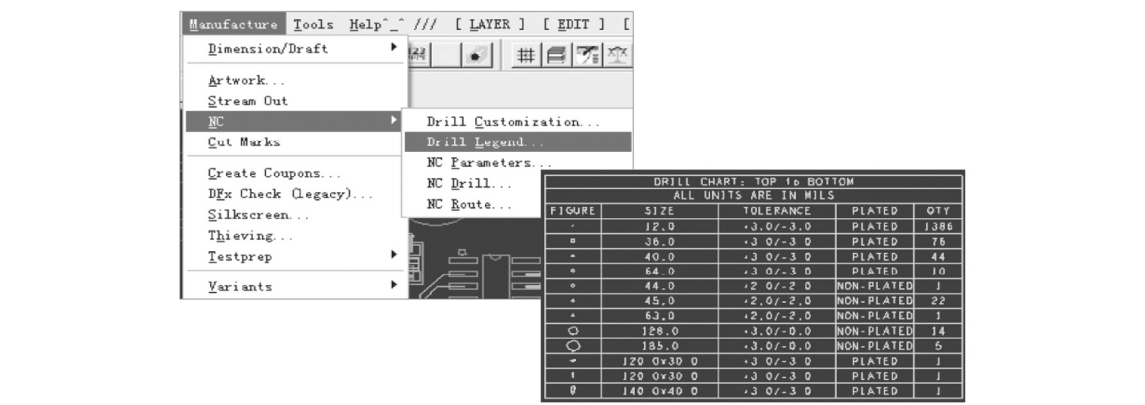 Manufacture Tools Help^_^ /// [ LAYER ] [ EDIT ] [
Dimension/Draft
Artwork...
Stream Out
NC
Cut Marks
Create Coupons...
DFx Check (legacy)...
Silkscreen...
Thieving...
Testprep
Variants
Drill Customization...
Drill Legend...
NC Parameters...
NC Drill...
NC Route...
DRILL CHART: TOP to BOTTOM
ALL UNITS ARE IN MILS
FIGURE SIZE TOLERANCE PLATED QTY
12.0 +3.0/-3.0 PLATED 1386
36.0 +3.0/-3.0 PLATED 76
40.0 +3.0/-3.0 PLATED 44
64.0 +3.0/-3.0 PLATED 10
44.0 +2.0/-2.0 NON-PLATED 1
45.0 +2.0/-2.0 NON-PLATED 22
63.0 +2.0/-2.0 NON-PLATED 1
128.0 +3.0/-0.0 NON-PLATED 14
185.0 +3.0/-0.0 NON-PLATED 5
120.0x30.0 +3.0/-3.0 PLATED 1
120.0x30.0 +3.0/-3.0 PLATED 1
140.0x40.0 +3.0/-3.0 PLATED 1